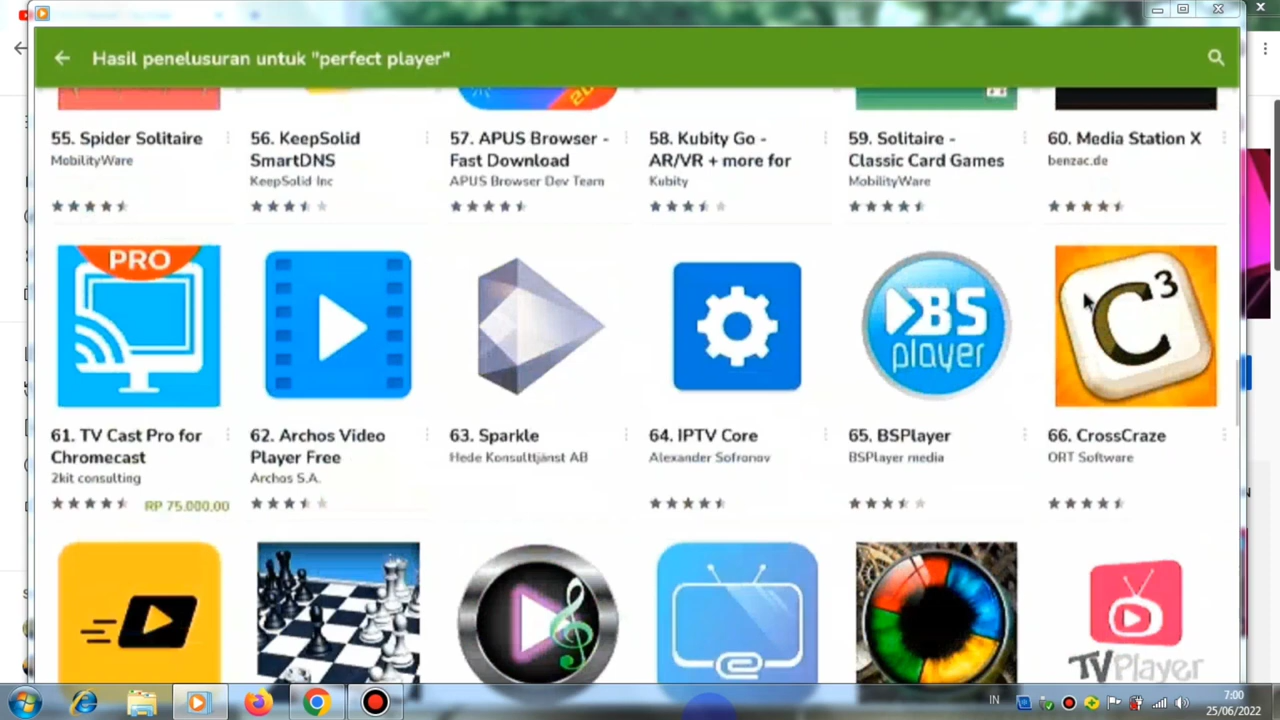 Hasil penelusuran untuk "perfect player"
55. Spider Solitaire
MobilityWare
56. KeepSolid
SmartDNS
KeepSolid Inc
57. APUS Browser -
Fast Download
APUS Browser Dev Team
58. Kubity Go -
AR/VR + more for
Kubity
59. Solitaire -
Classic Card Games
MobilityWare
60. Media Station X
benzac.de
PRO
BS
player
C3
61. TV Cast Pro for
Chromecast
2kit consulting
RP 75.000,00
62. Archos Video
Player Free
Archos S.A.
63. Sparkle
Hede Konsulttjänst AB
64. IPTV Core
Alexander Sofronov
65. BSPlayer
BSPlayer media
66. CrossCraze
ORT Software
TVPlayer
IN
7:00
25/06/2022